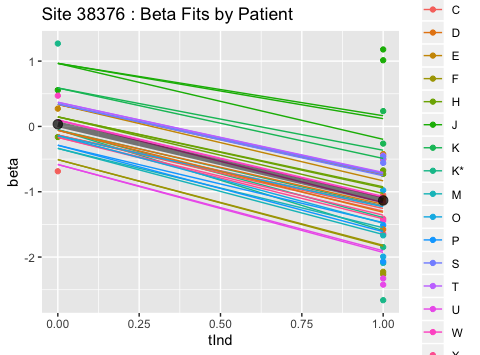 Site 38376 : Beta Fits by Patient
beta
1
0
-1
-2
0.00 0.25 0.50 0.75 1.00
tInd
C
D
E
F
H
J
K
K*
M
O
P
S
T
U
W